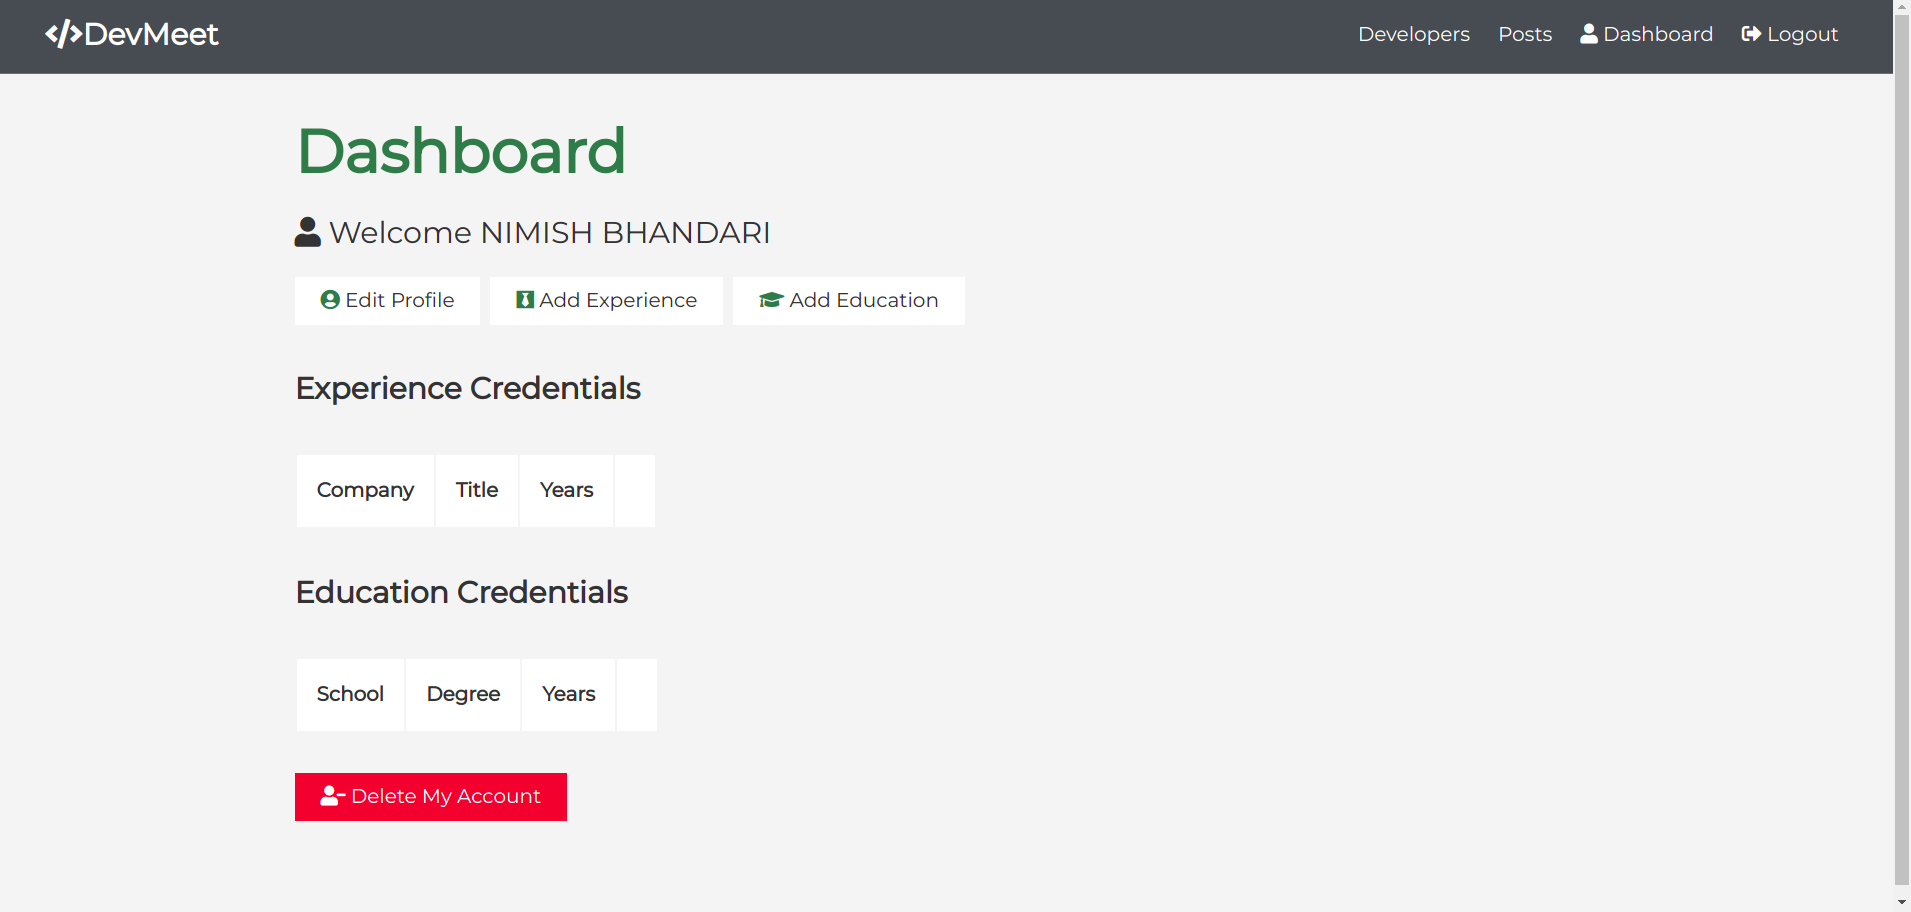 </>DevMeet
Developers Posts Dashboard Logout
Dashboard
Welcome NIMISH BHANDARI
Edit Profile Add Experience Add Education
Experience Credentials
Company Title Years
Education Credentials
School Degree Years
Delete My Account